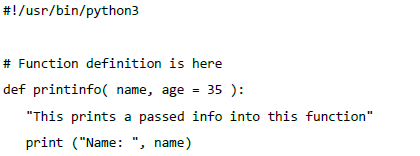 #!/usr/bin/python3
# Function definition is here
def printinfo( name, age = 35 ):
"This prints a passed info into this function"
print ("Name: ", name)